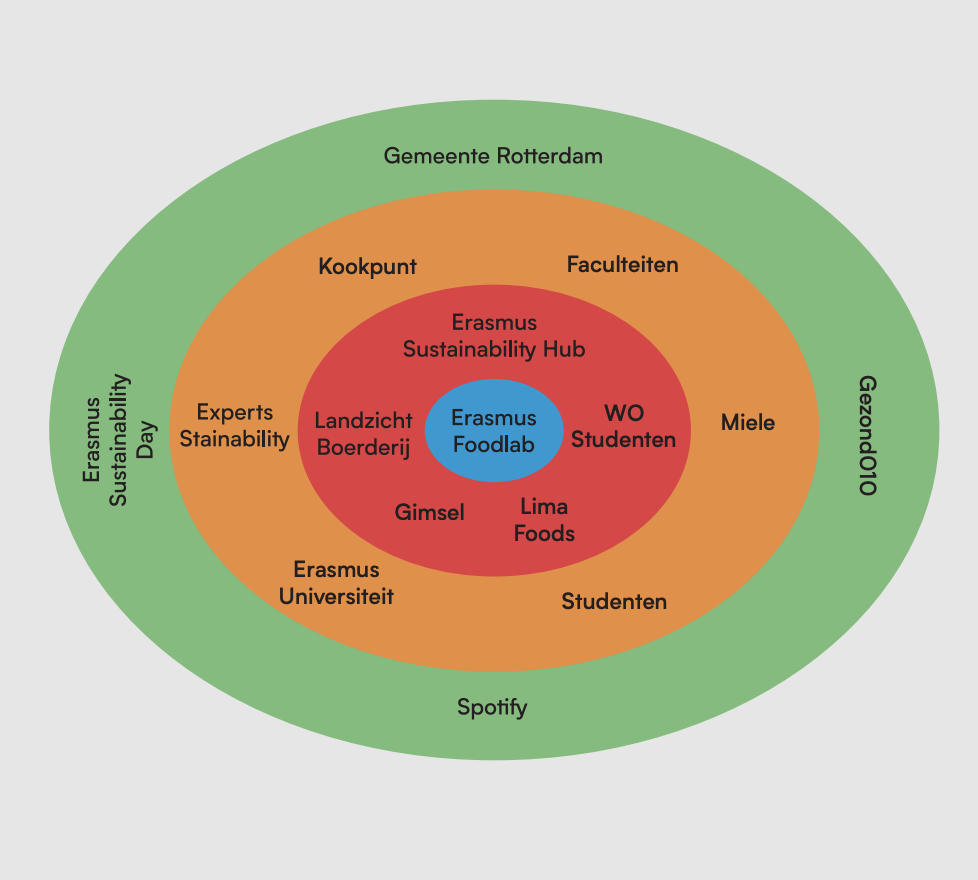 Gemeente Rotterdam
Kookpunt
Faculteiten
Erasmus
Sustainability Hub
Erasmus
Sustainability
Day
Experts
Stainability
Landzicht
Boerderij
Erasmus
Foodlab
WO
Studenten
Miele
Gezond010
Gimsel
Lima
Foods
Erasmus
Universiteit
Studenten
Spotify